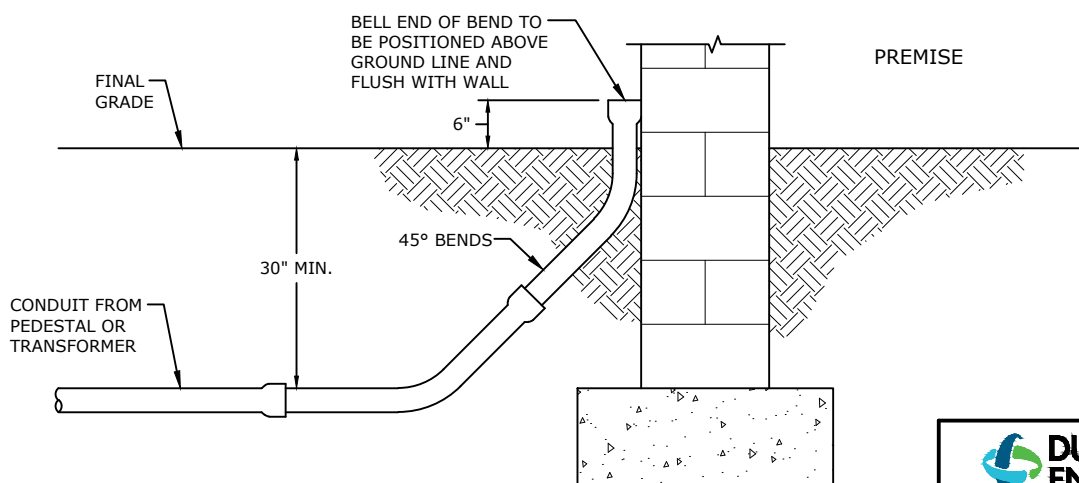 BELL END OF BEND TO
BE POSITIONED ABOVE
GROUND LINE AND
FLUSH WITH WALL
PREMISE
FINAL
GRADE
6"
45° BENDS
30" MIN.
CONDUIT FROM
PEDESTAL OR
TRANSFORMER